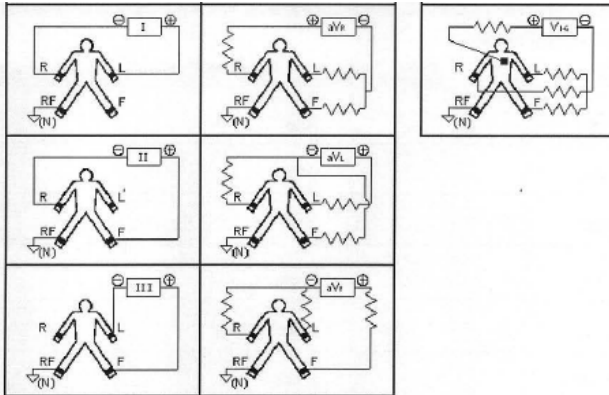 ⊖ I ⊕
R L
RF F
(N)
⊕ aVR ⊖
R L
RF F
(N)
⊕ V1-6 ⊖
R L
RF F
(N)
⊖ II ⊕
R L'
RF F
(N)
⊖ aVL ⊕
R L
RF F
(N)
⊖ III ⊕
R L
RF F
(N)
⊖ aVF ⊕
R L
RF F
(N)